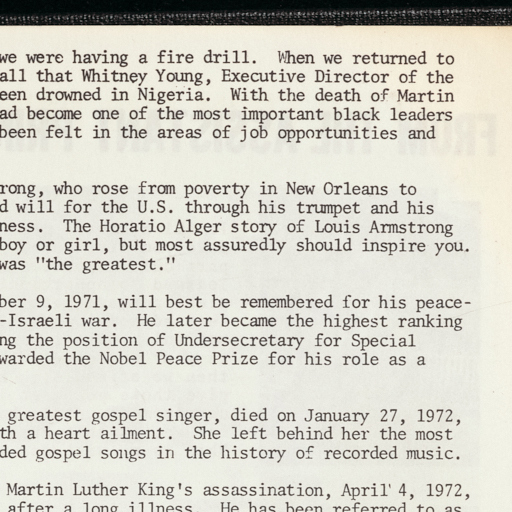 we were having a fire drill. When we returned to
all that Whitney Young, Executive Director of the
een drowned in Nigeria. With the death of Martin
ad become one of the most important black leaders
been felt in the areas of job opportunities and
rong, who rose from poverty in New Orleans to
d will for the U.S. through his trumpet and his
ness. The Horatio Alger story of Louis Armstrong
boy or girl, but most assuredly should inspire you.
was "the greatest."
ber 9, 1971, will best be remembered for his peace-
-Israeli war. He later became the highest ranking
ng the position of Undersecretary for Special
warded the Nobel Peace Prize for his role as a
greatest gospel singer, died on January 27, 1972,
th a heart ailment. She left behind her the most
ded gospel songs in the history of recorded music.
Martin Luther King's assassination, April 4, 1972,
after a long illness. He has been referred to as